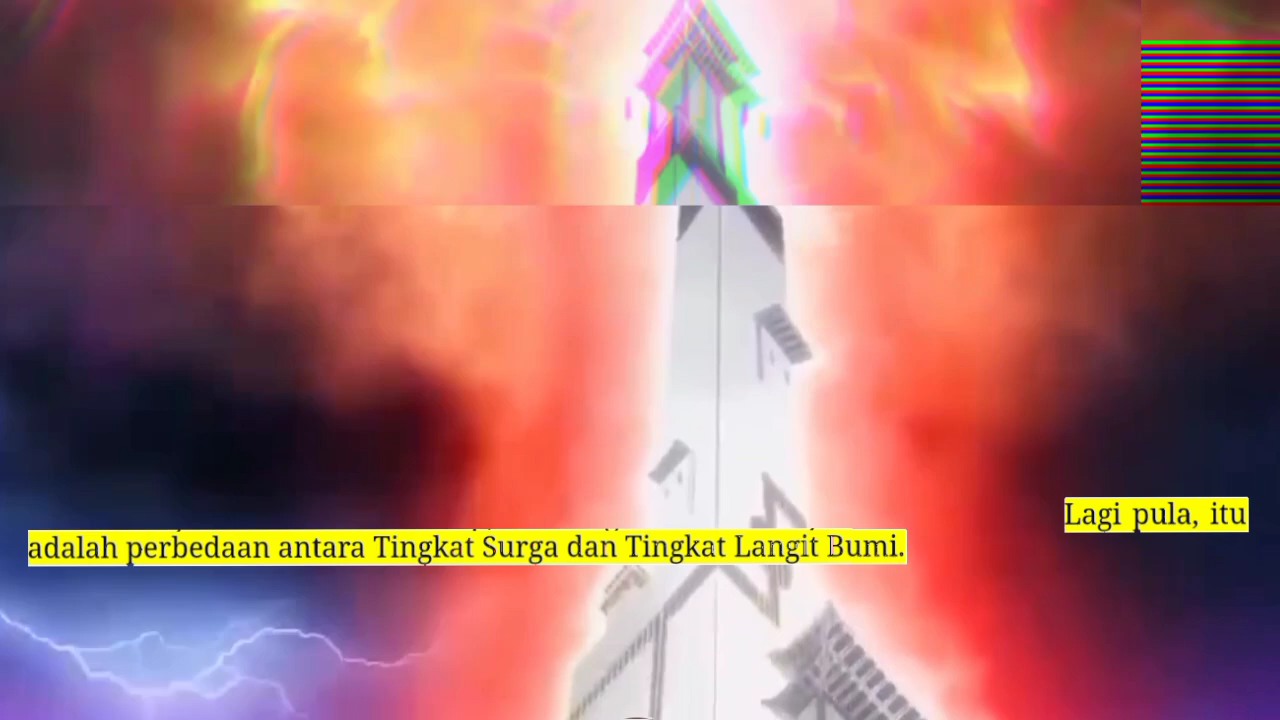 Lagi pula, itu
adalah perbedaan antara Tingkat Surga dan Tingkat Langit Bumi.